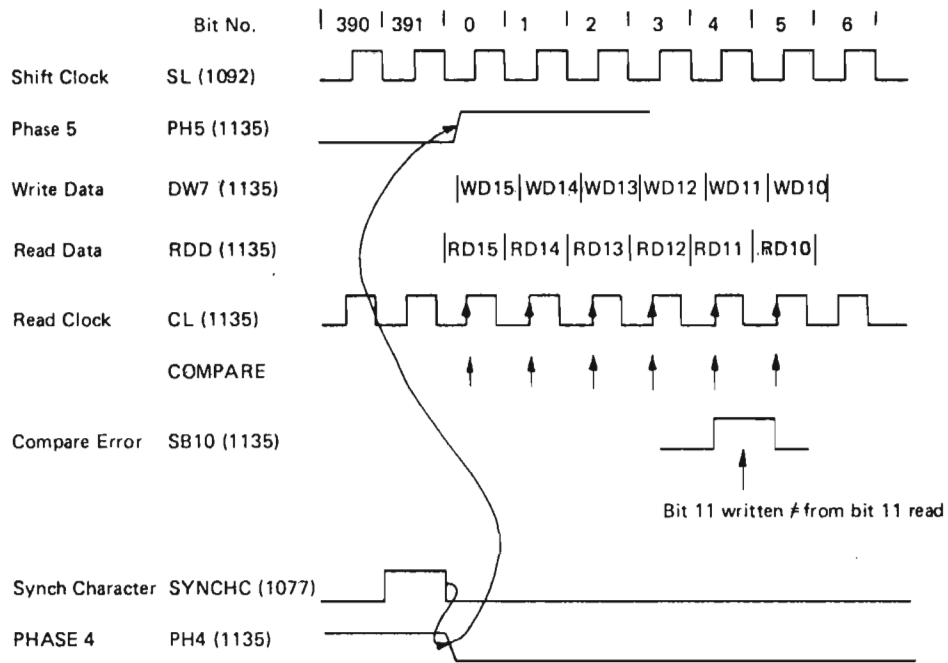 Bit No. | 390 | 391 | 0 | 1 | 2 | 3 | 4 | 5 | 6 |
Shift Clock SL (1092)
Phase 5 PH5 (1135)
Write Data DW7 (1135) |WD15|WD14|WD13|WD12|WD11|WD10|
Read Data RDD (1135) |RD15|RD14|RD13|RD12|RD11|RD10|
Read Clock CL (1135)
COMPARE
Compare Error SB10 (1135)
Bit 11 written ≠ from bit 11 read
Synch Character SYNCHC (1077)
PHASE 4 PH4 (1135)